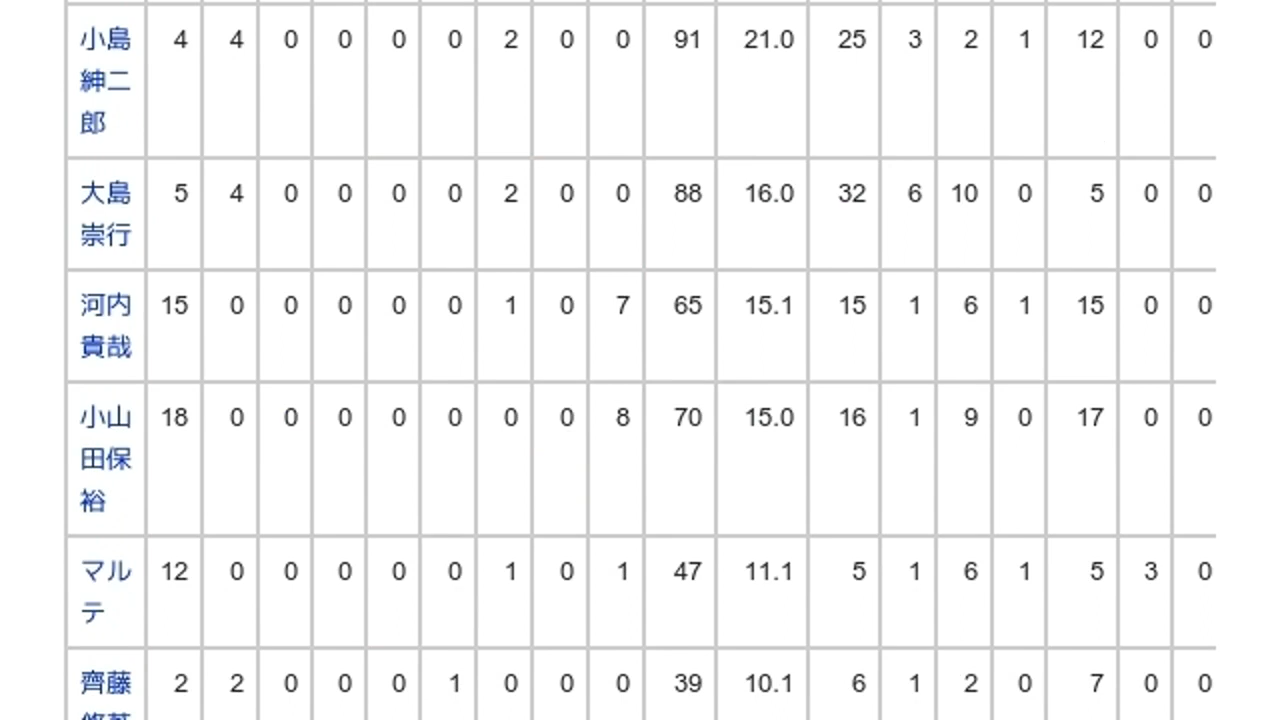 小島 4 4 0 0 0 0 2 0 0 91 21.0 25 3 2 1 12 0 0
紳二
郎
大島 5 4 0 0 0 0 2 0 0 88 16.0 32 6 10 0 5 0 0
崇行
河内 15 0 0 0 0 0 1 0 7 65 15.1 15 1 6 1 15 0 0
貴哉
小山 18 0 0 0 0 0 0 0 8 70 15.0 16 1 9 0 17 0 0
田保
裕
マル 12 0 0 0 0 0 1 0 1 47 11.1 5 1 6 1 5 3 0
テ
齊藤 2 2 0 0 0 1 0 0 0 39 10.1 6 1 2 0 7 0 0